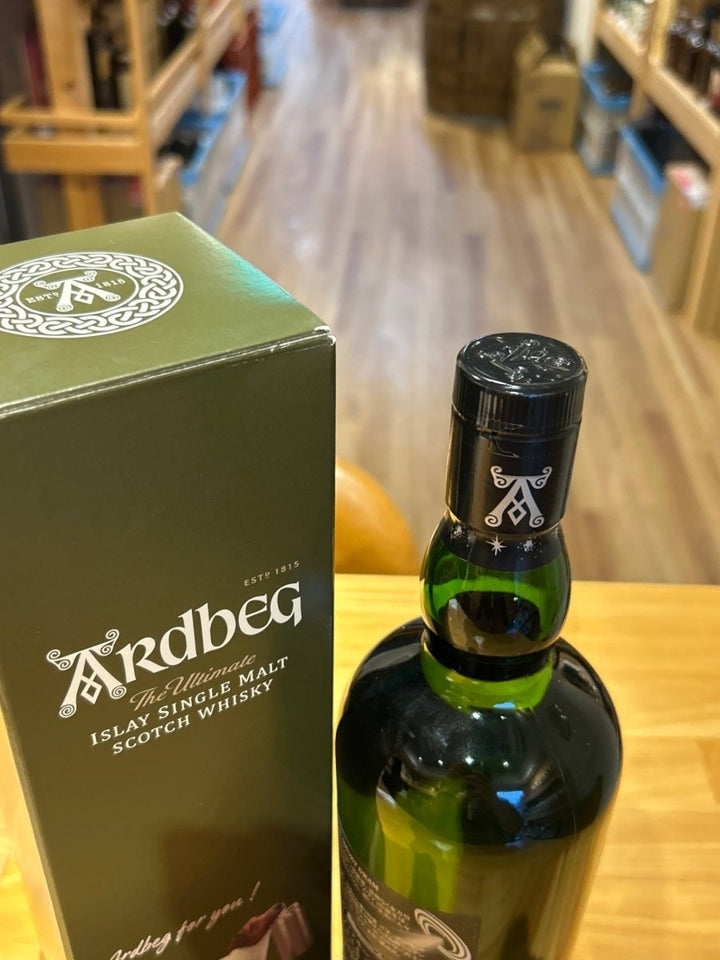 ESTD 1815
A
ESTD 1815
Ardbeg
The Ultimate
ISLAY SINGLE MALT
SCOTCH WHISKY
Ardbeg for you!
A